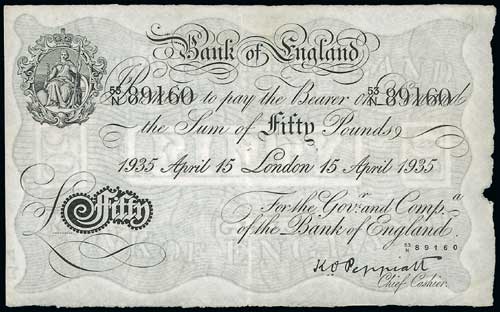 Bank of England
53/N 89160 to pay the Bearer on 53/N 89160
the Sum of Fifty Pounds
1935 April 15 London 15 April 1935
£ Fifty
For the Gov.r and Comp.a
of the Bank of England.
53/N 89160
K O Peppiatt
Chief Cashier.